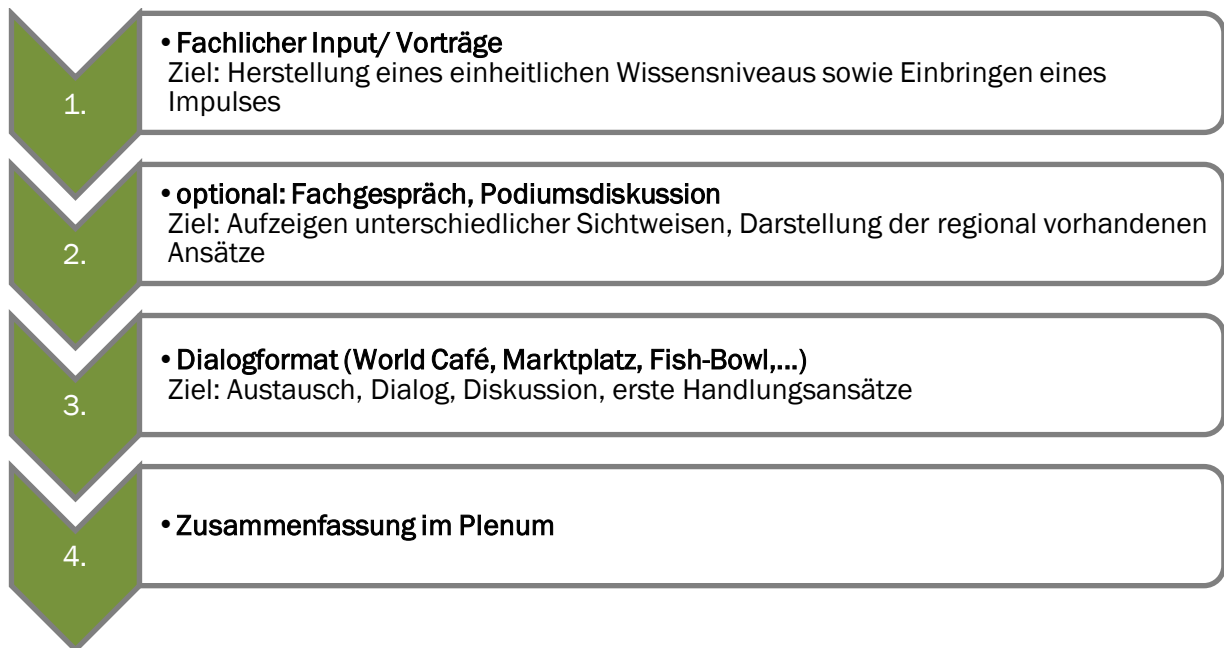 1.
• Fachlicher Input/ Vorträge
Ziel: Herstellung eines einheitlichen Wissensniveaus sowie Einbringen eines
Impulses
2.
• optional: Fachgespräch, Podiumsdiskussion
Ziel: Aufzeigen unterschiedlicher Sichtweisen, Darstellung der regional vorhandenen
Ansätze
3.
• Dialogformat (World Café, Marktplatz, Fish-Bowl,...)
Ziel: Austausch, Dialog, Diskussion, erste Handlungsansätze
4.
• Zusammenfassung im Plenum